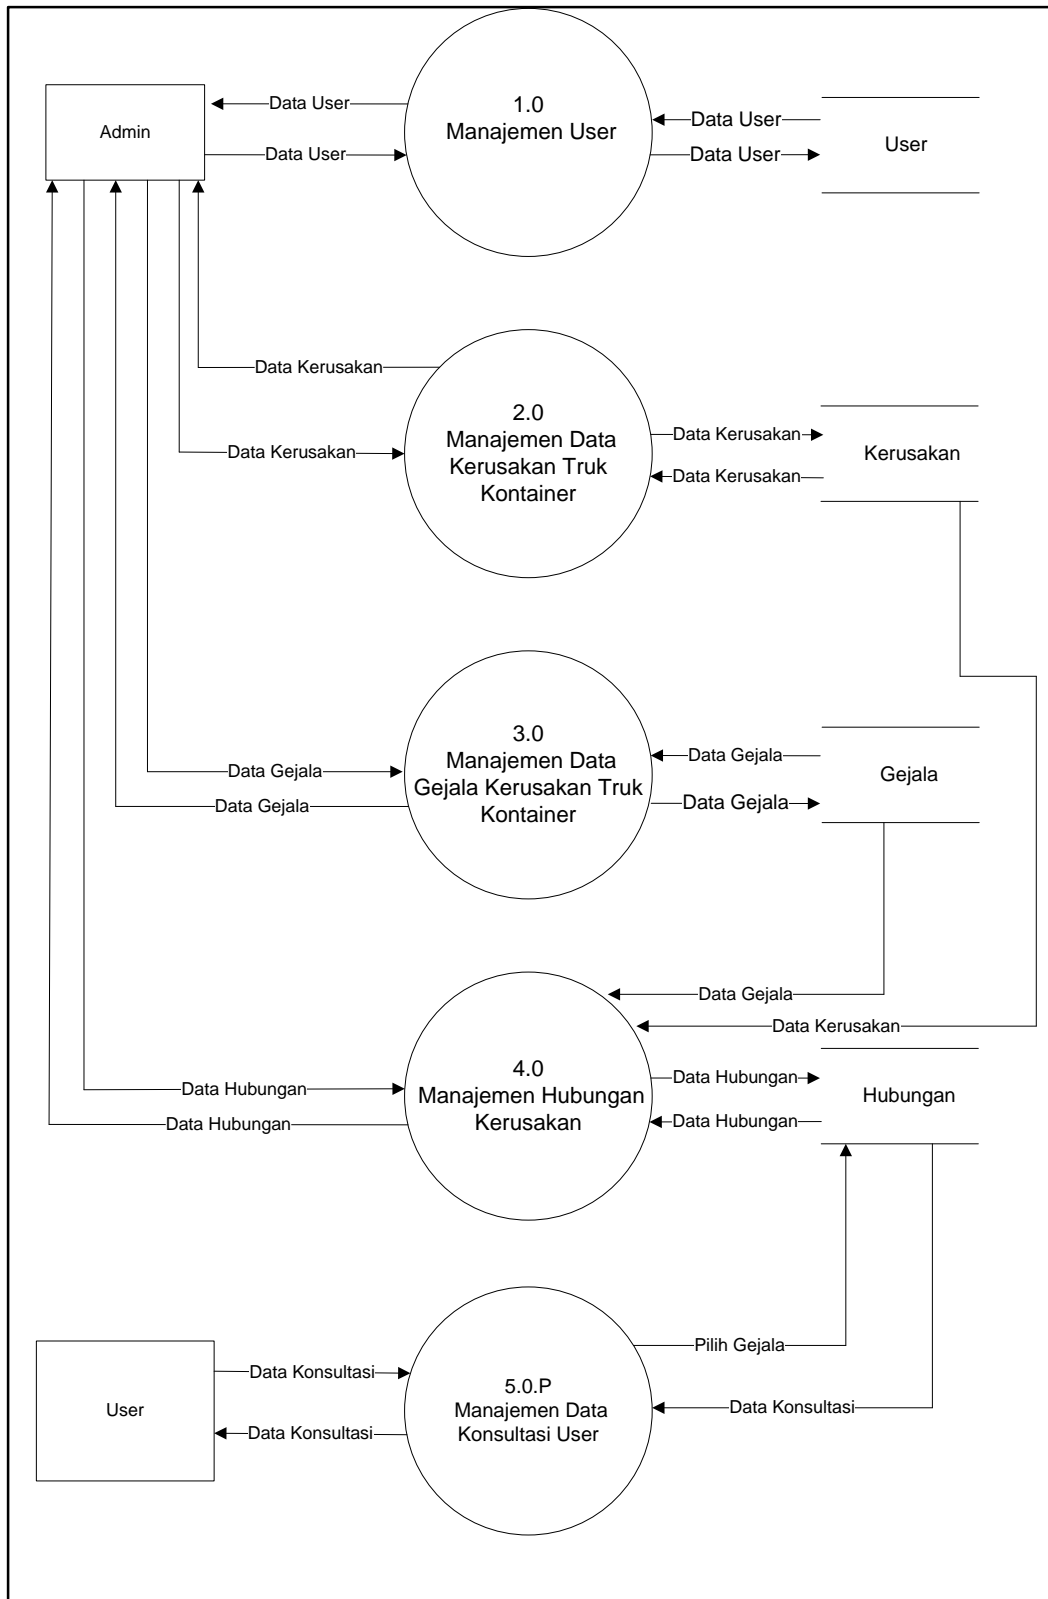 1.0
Manajemen User
Admin
Data User
Data User
Data User
Data User
User
2.0
Manajemen Data
Kerusakan Truk
Kontainer
Data Kerusakan
Data Kerusakan
Data Kerusakan
Data Kerusakan
Kerusakan
3.0
Manajemen Data
Gejala Kerusakan Truk
Kontainer
Data Gejala
Data Gejala
Data Gejala
Data Gejala
Gejala
Data Gejala
Data Kerusakan
4.0
Manajemen Hubungan
Kerusakan
Data Hubungan
Data Hubungan
Data Hubungan
Data Hubungan
Hubungan
Pilih Gejala
Data Konsultasi
User
Data Konsultasi
Data Konsultasi
5.0.P
Manajemen Data
Konsultasi User